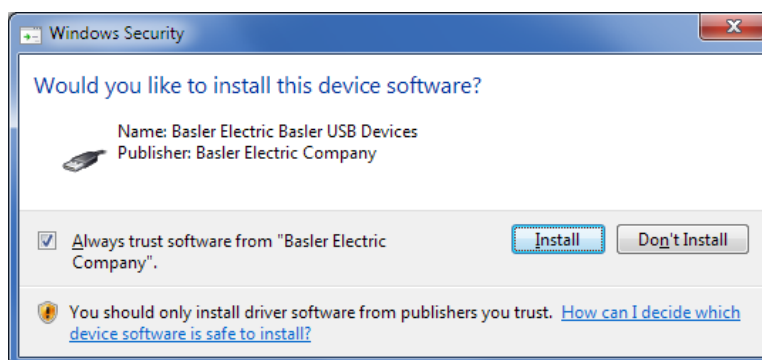 Windows Security
Would you like to install this device software?
Name: Basler Electric Basler USB Devices
Publisher: Basler Electric Company
Always trust software from "Basler Electric
Company".
Install
Don't Install
You should only install driver software from publishers you trust. How can I decide which
device software is safe to install?